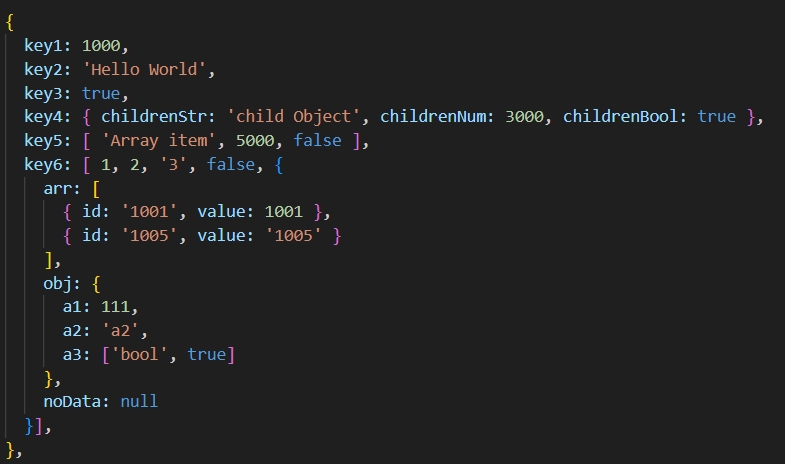 {
  key1: 1000,
  key2: 'Hello World',
  key3: true,
  key4: { childrenStr: 'child Object', childrenNum: 3000, childrenBool: true },
  key5: [ 'Array item', 5000, false ],
  key6: [ 1, 2, '3', false, {
    arr: [
      { id: '1001', value: 1001 },
      { id: '1005', value: '1005' }
    ],
    obj: {
      a1: 111,
      a2: 'a2',
      a3: ['bool', true]
    },
    noData: null
  }],
},